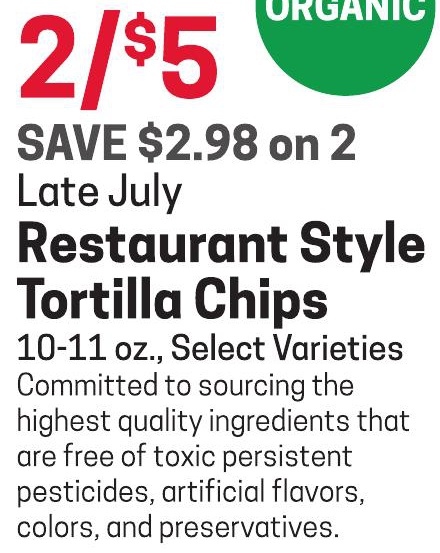 ORGANIC
2/$5
SAVE $2.98 on 2
Late July
Restaurant Style
Tortilla Chips
10-11 oz., Select Varieties
Committed to sourcing the
highest quality ingredients that
are free of toxic persistent
pesticides, artificial flavors,
colors, and preservatives.